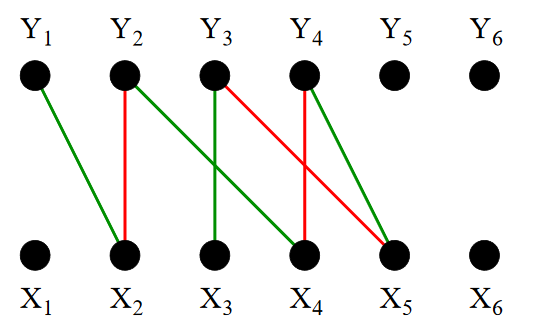 Y₁ Y₂ Y₃ Y₄ Y₅ Y₆
X₁ X₂ X₃ X₄ X₅ X₆